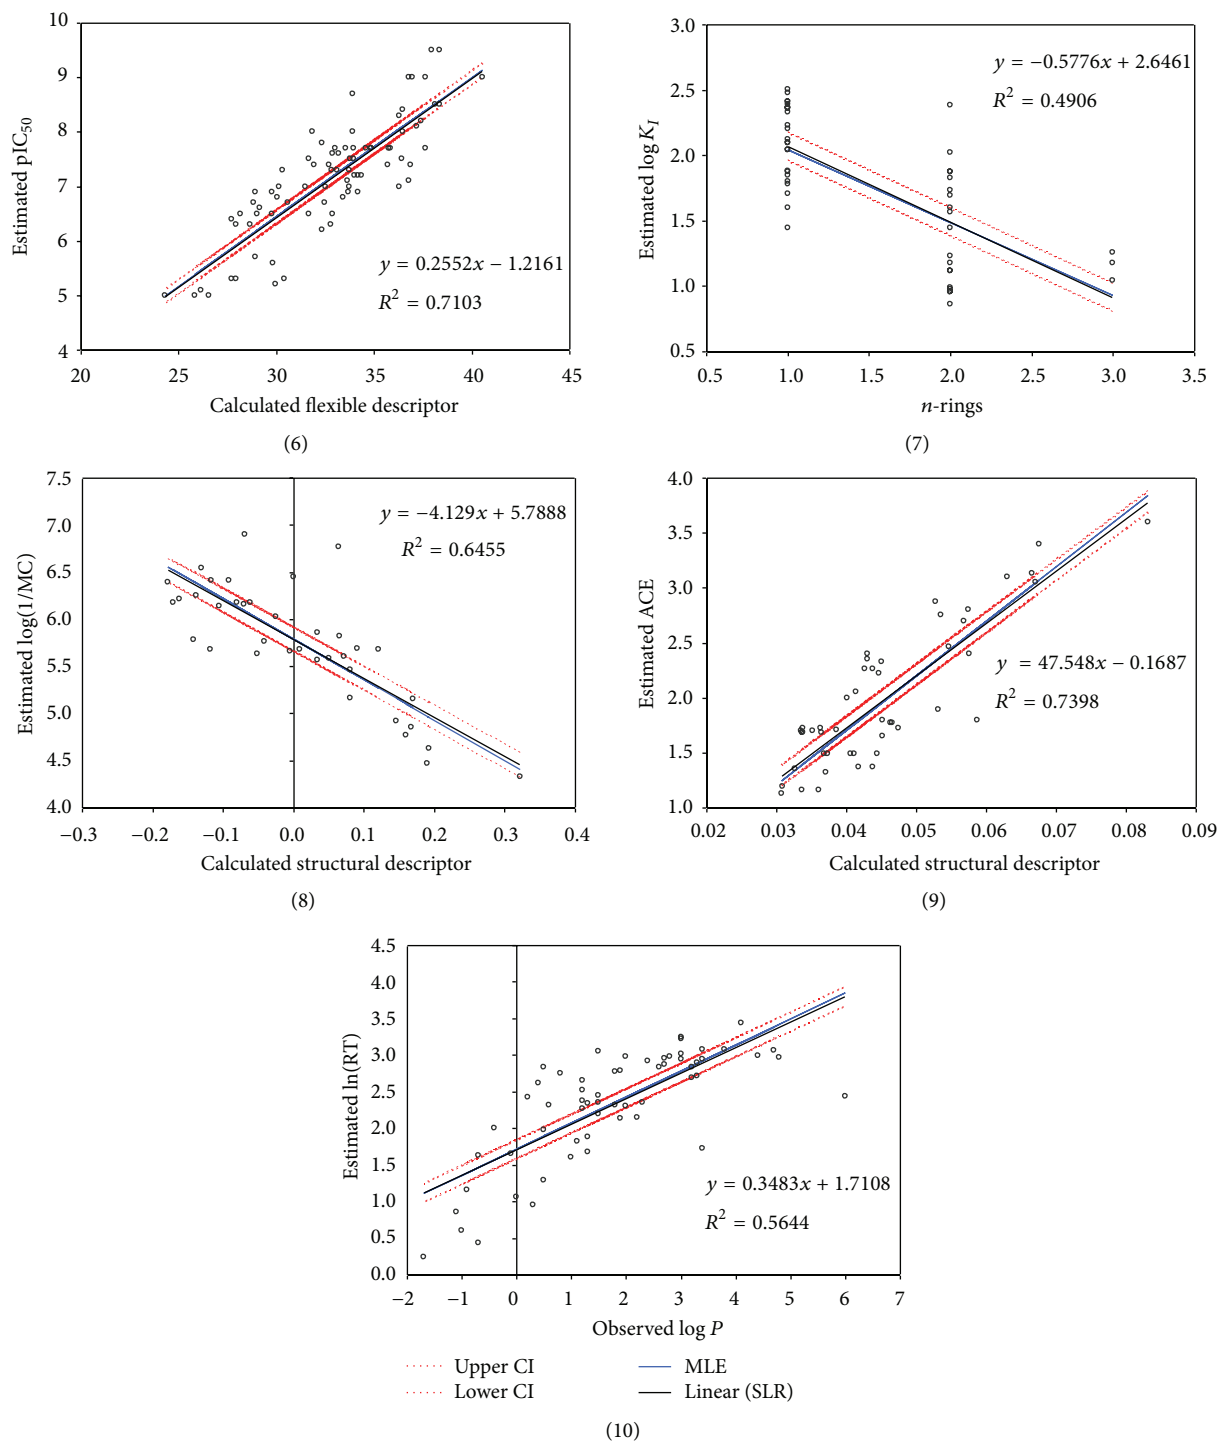 10
9
8
7
6
5
4
Estimated pIC50
y = 0.2552x − 1.2161
R2 = 0.7103
20 25 30 35 40 45
Calculated flexible descriptor
(6)
3.0
2.5
2.0
1.5
1.0
0.5
Estimated log KI
y = −0.5776x + 2.6461
R2 = 0.4906
0.5 1.0 1.5 2.0 2.5 3.0 3.5
n-rings
(7)
7.5
7.0
6.5
6.0
5.5
5.0
4.5
4.0
Estimated log(1/MC)
y = −4.129x + 5.7888
R2 = 0.6455
−0.3 −0.2 −0.1 0.0 0.1 0.2 0.3 0.4
Calculated structural descriptor
(8)
4.0
3.5
3.0
2.5
2.0
1.5
1.0
Estimated ACE
y 47.548x − 0.1687
R2 = 0.7398
0.02 0.03 0.04 0.05 0.06 0.07 0.08 0.09
Calculated structural descriptor
(9)
4.5
4.0
3.5
3.0
2.5
2.0
1.5
1.0
0.5
0.0
Estimated ln(RT)
y = 0.3483x + 1.7108
R2 = 0.5644
−2 −1 0 1 2 3 4 5 6 7
Observed log P
Upper CI
Lower CI
MLE
Linear (SLR)
(10)